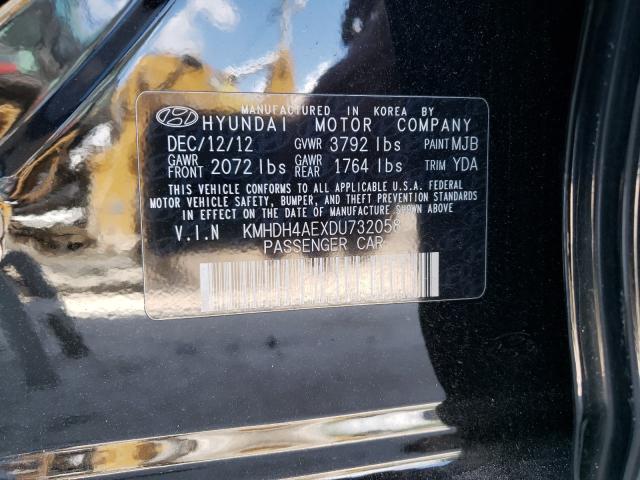 MANUFACTURED IN KOREA BY
HYUNDAI MOTOR COMPANY
DEC/12/12 GVWR 3792 lbs PAINT MJB
GAWR FRONT 2072 lbs GAWR REAR 1764 lbs TRIM YDA
THIS VEHICLE CONFORMS TO ALL APPLICABLE U.S.A. FEDERAL
MOTOR VEHICLE SAFETY, BUMPER, AND THEFT PREVENTION STANDARDS
IN EFFECT ON THE DATE OF MANUFACTURE SHOWN ABOVE.
V.I.N KMHDH4AEXDU732058
PASSENGER CAR